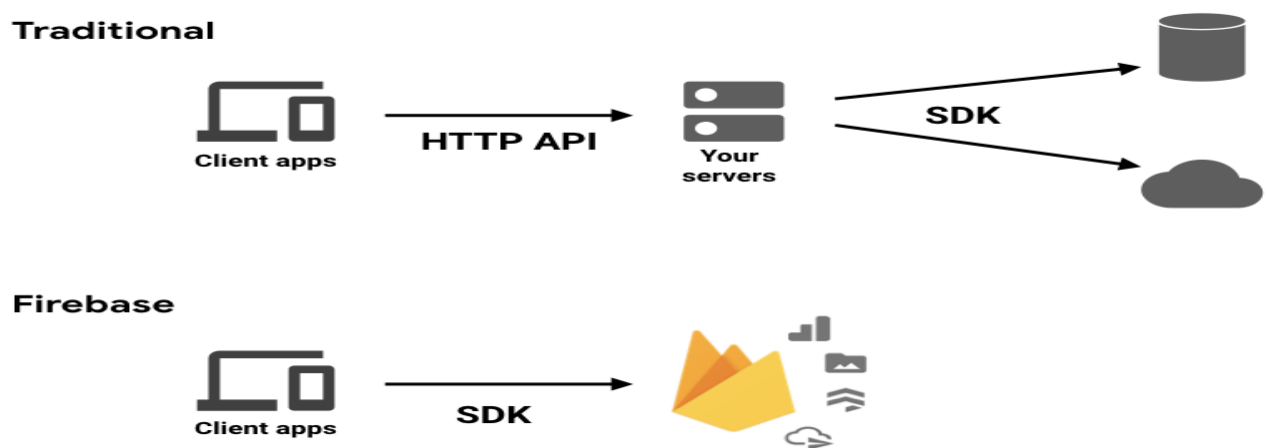 Traditional
Client apps
HTTP API
Your
servers
SDK
Firebase
Client apps
SDK